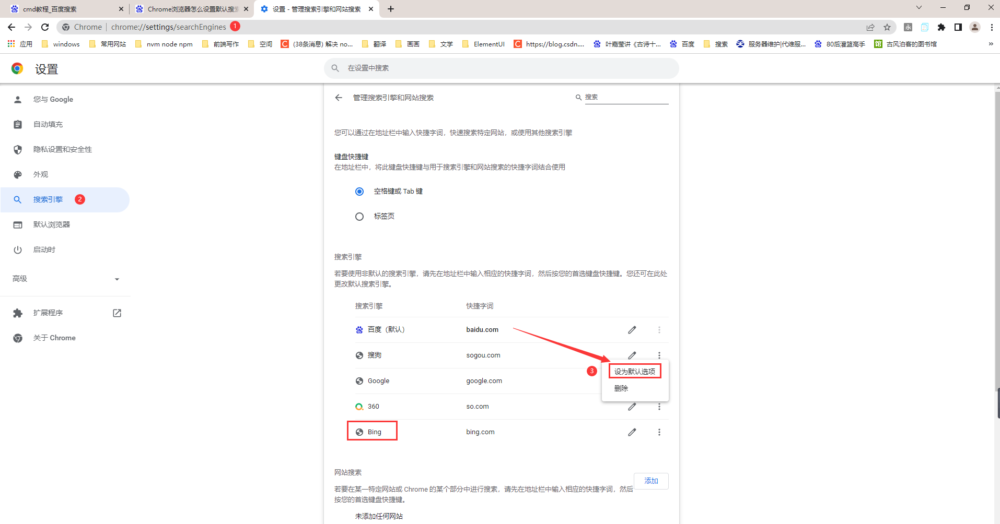 cmd教程_百度搜索
Chrome浏览器怎么设置默认搜索
设置 - 管理搜索引擎和网站搜索
Chrome | chrome://settings/searchEngines 1
永
应用 windows 常用网站 nvm node npm 前端写作 空间 C (38条消息) 解决 no... 翻译 画画 文学 ElementUI C https://blog.csdn.... 叶嘉莹讲《古诗十... 百度 搜索 服务器维护|代维服... 80后灌篮高手 馆 古风泊客的图书馆 »
设置
在设置中搜索
您与 Google
自动填充
隐私设置和安全性
外观
搜索引擎 2
默认浏览器
启动时
高级
扩展程序
关于 Chrome
管理搜索引擎和网站搜索
搜索
您可以通过在地址栏中输入快捷字词，快速搜索特定网站，或使用其他搜索引擎
键盘快捷键
在地址栏中，将此键盘快捷键与用于搜索引擎和网站搜索的快捷字词结合使用
空格键或 Tab 键
标签页
搜索引擎
若要使用非默认的搜索引擎，请先在地址栏中输入相应的快捷字词，然后按您的首选键盘快捷键。您还可在此处
更改默认搜索引擎。
搜索引擎 快捷字词
百度（默认） baidu.com
搜狗 sogou.com
3 设为默认选项
Google google.com
删除
360 so.com
Bing bing.com
网站搜索
添加
若要在某一特定网站或 Chrome 的某个部分中进行搜索，请先在地址栏中输入相应的快捷字词，然后
按您的首选键盘快捷键。
未添加任何网站